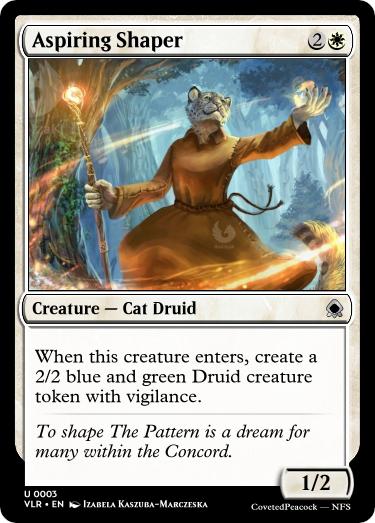 Aspiring Shaper 2
Creature — Cat Druid
When this creature enters, create a
2/2 blue and green Druid creature
token with vigilance.
To shape The Pattern is a dream for
many within the Concord.
1/2
U 0003
VLR • EN Izabela Kaszuba-Marczeska
CovetedPeacock — NFS